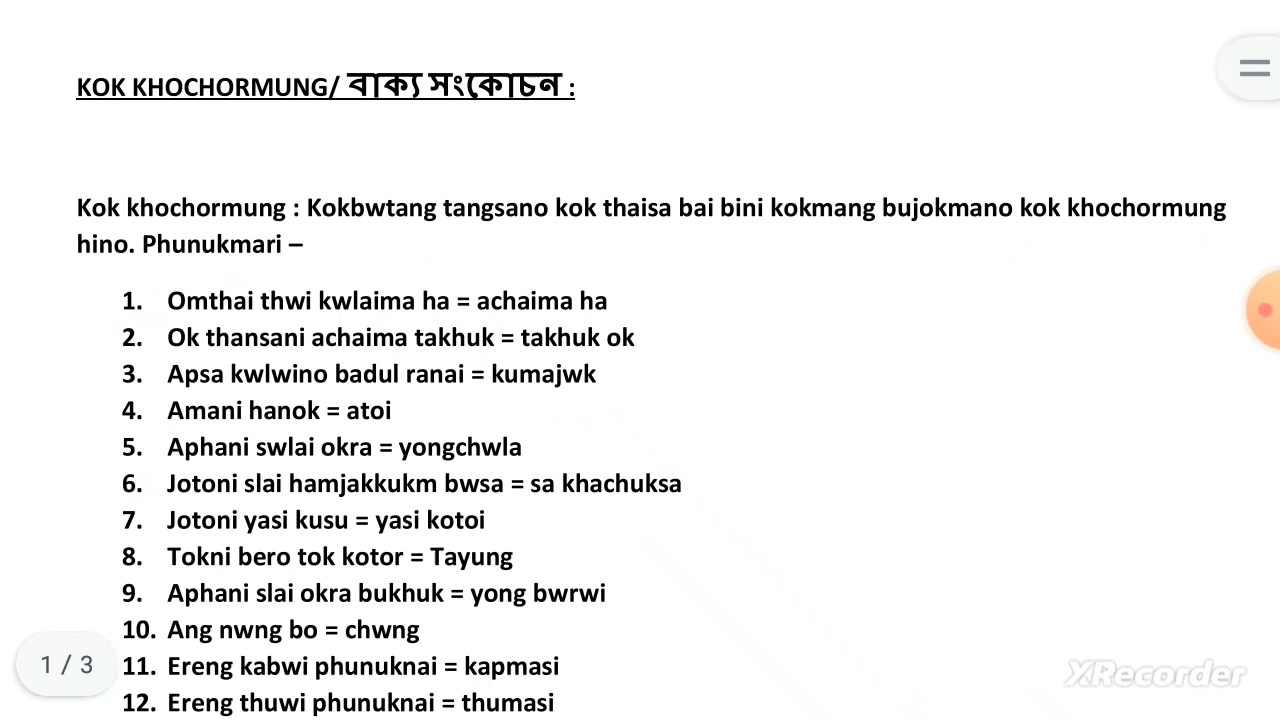 KOK KHOCHORMUNG/ বাক্য সংকোচন :
Kok khochormung : Kokbwtang tangsano kok thaisa bai bini kokmang bujokmano kok khochormung
hino. Phunukmari –
1. Omthai thwi kwlaima ha = achaima ha
2. Ok thansani achaima takhuk = takhuk ok
3. Apsa kwlwino badul ranai = kumajwk
4. Amani hanok = atoi
5. Aphani swlai okra = yongchwla
6. Jotoni slai hamjakkukm bwsa = sa khachuksa
7. Jotoni yasi kusu = yasi kotoi
8. Tokni bero tok kotor = Tayung
9. Aphani slai okra bukhuk = yong bwrwi
10. Ang nwng bo = chwng
11. Ereng kabwi phunuknai = kapmasi
12. Ereng thuwi phunuknai = thumasi
1 / 3
XRecorder